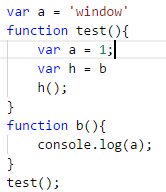 var a = 'window'
function test(){
    var a = 1;
    var h = b
    h();
}
function b(){
    console.log(a);
}
test();